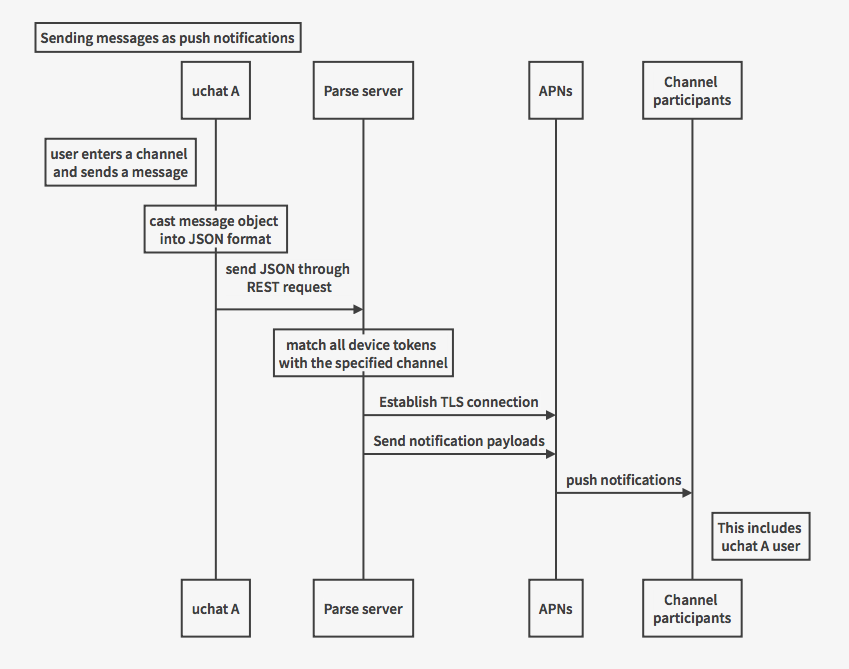 Sending messages as push notifications
uchat A
Parse server
APNs
Channel
participants
user enters a channel
and sends a message
cast message object
into JSON format
send JSON through
REST request
match all device tokens
with the specified channel
Establish TLS connection
Send notification payloads
push notifications
This includes
uchat A user
uchat A
Parse server
APNs
Channel
participants